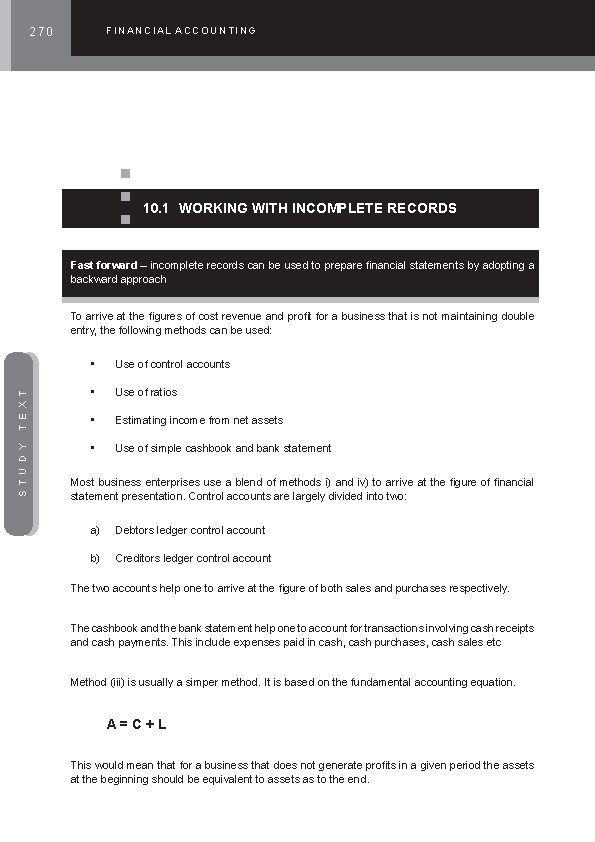 270
FINANCIAL ACCOUNTING
10.1 WORKING WITH INCOMPLETE RECORDS
Fast forward – incomplete records can be used to prepare financial statements by adopting a
backward approach
To arrive at the figures of cost revenue and profit for a business that is not maintaining double
entry, the following methods can be used:
• Use of control accounts
• Use of ratios
• Estimating income from net assets
• Use of simple cashbook and bank statement
STUDY TEXT
Most business enterprises use a blend of methods i) and iv) to arrive at the figure of financial
statement presentation. Control accounts are largely divided into two:
a) Debtors ledger control account
b) Creditors ledger control account
The two accounts help one to arrive at the figure of both sales and purchases respectively.
The cashbook and the bank statement help one to account for transactions involving cash receipts
and cash payments. This include expenses paid in cash, cash purchases, cash sales etc
Method (iii) is usually a simper method. It is based on the fundamental accounting equation.
A = C + L
This would mean that for a business that does not generate profits in a given period the assets
at the beginning should be equivalent to assets as to the end.